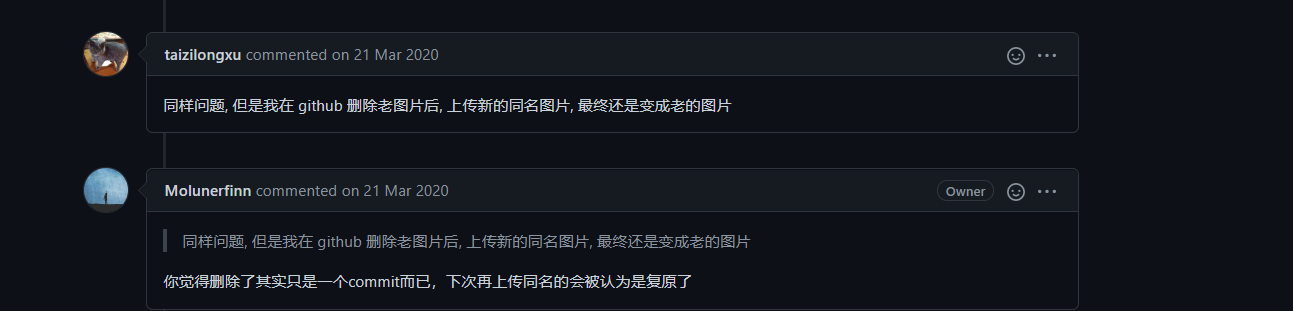 taizilongxu commented on 21 Mar 2020
同样问题, 但是我在 github 删除老图片后, 上传新的同名图片, 最终还是变成老的图片
Molunerfinn commented on 21 Mar 2020 Owner
同样问题, 但是我在 github 删除老图片后, 上传新的同名图片, 最终还是变成老的图片
你觉得删除了其实只是一个commit而已，下次再上传同名的会被认为是复原了